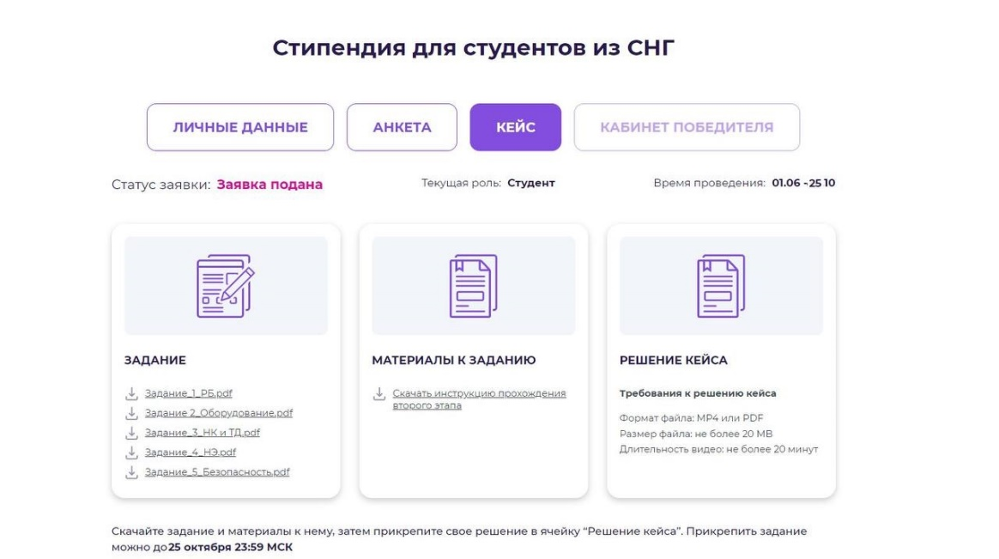 Стипендия для студентов из СНГ
ЛИЧНЫЕ ДАННЫЕ
АНКЕТА
КЕЙС
КАБИНЕТ ПОБЕДИТЕЛЯ
Статус заявки: Заявка подана
Текущая роль: Студент
Время проведения: 01.06 - 25 10
ЗАДАНИЕ
Задание_1_РБ.pdf
Задание 2_Оборудование.pdf
Задание_3_НК и ТД.pdf
Задание_4_НЭ.pdf
Задание_5_Безопасность.pdf
МАТЕРИАЛЫ К ЗАДАНИЮ
Скачать инструкцию прохождения
второго этапа
РЕШЕНИЕ КЕЙСА
Требования к решению кейса
Формат файла: MP4 или PDF
Размер файла: не более 20 MB
Длительность видео: не более 20 минут
Скачайте задание и материалы к нему, затем прикрепите свое решение в ячейку “Решение кейса”. Прикрепить задание
можно до 25 октября 23:59 МСК